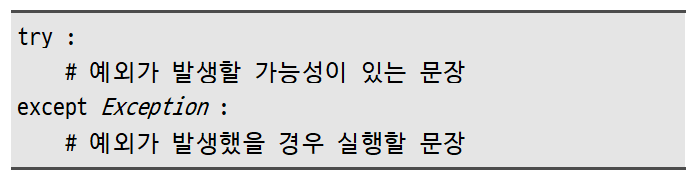 try :
    # 예외가 발생할 가능성이 있는 문장
except Exception :
    # 예외가 발생했을 경우 실행할 문장